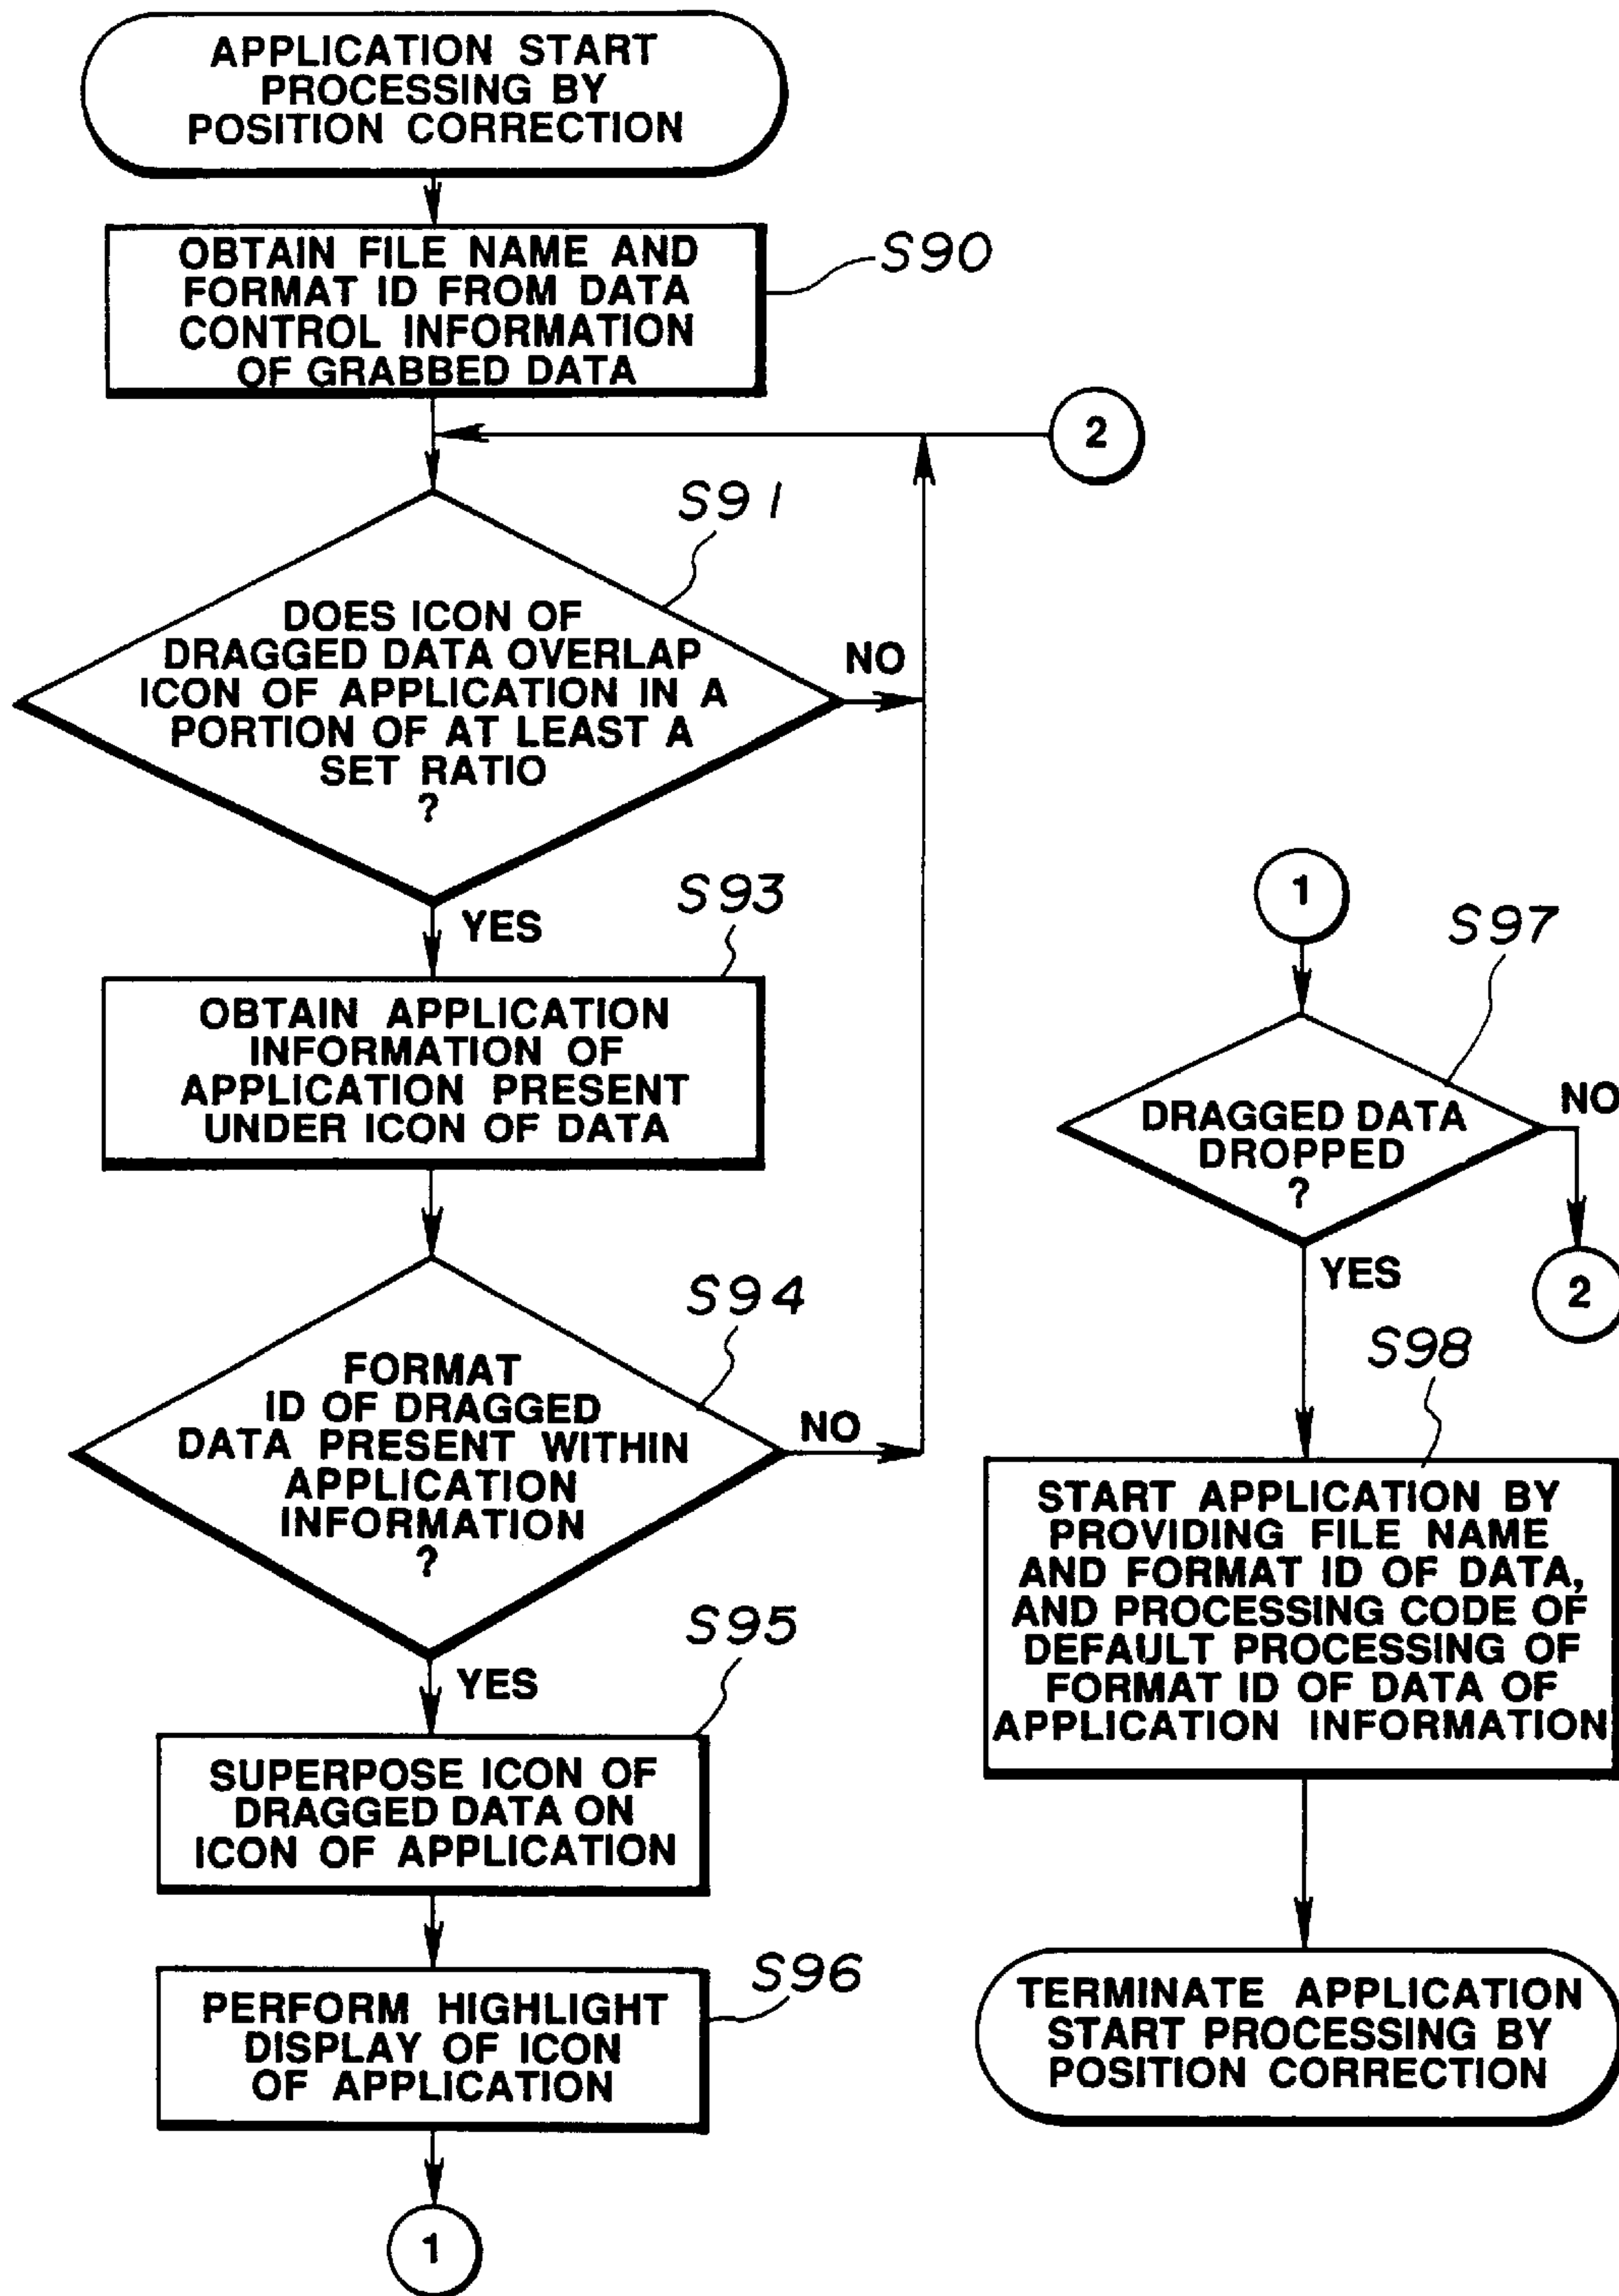 APPLICATION START
PROCESSING BY
POSITION CORRECTION
OBTAIN FILE NAME AND
FORMAT ID FROM DATA
CONTROL INFORMATION
OF GRABBED DATA
S90
2
S91
DOES ICON OF
DRAGGED DATA OVERLAP
ICON OF APPLICATION IN A
PORTION OF AT LEAST A
SET RATIO
?
NO
YES
S93
OBTAIN APPLICATION
INFORMATION OF
APPLICATION PRESENT
UNDER ICON OF DATA
S94
FORMAT
ID OF DRAGGED
DATA PRESENT WITHIN
APPLICATION
INFORMATION
?
NO
YES
S95
SUPERPOSE ICON OF
DRAGGED DATA ON
ICON OF APPLICATION
S96
PERFORM HIGHLIGHT
DISPLAY OF ICON
OF APPLICATION
1
1
S97
DRAGGED DATA
DROPPED
?
NO
2
YES
S98
START APPLICATION BY
PROVIDING FILE NAME
AND FORMAT ID OF DATA,
AND PROCESSING CODE OF
DEFAULT PROCESSING OF
FORMAT ID OF DATA OF
APPLICATION INFORMATION
TERMINATE APPLICATION
START PROCESSING BY
POSITION CORRECTION